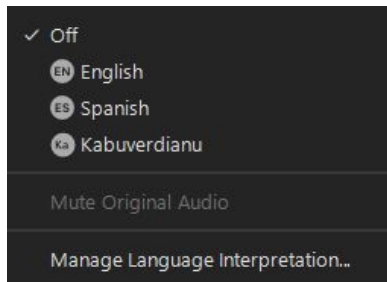 ✓ Off
EN English
ES Spanish
Ka Kabuverdianu
Mute Original Audio
Manage Language Interpretation...